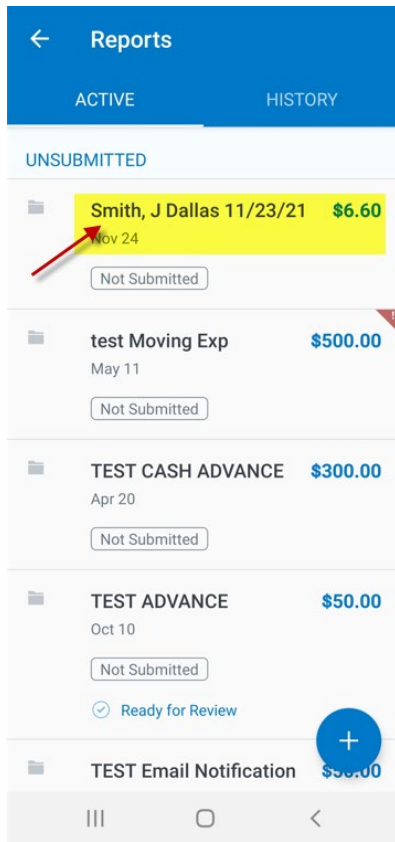 Reports
ACTIVE HISTORY
UNSUBMITTED
Smith, J Dallas 11/23/21 $6.60
Nov 24
Not Submitted
test Moving Exp $500.00
May 11
Not Submitted
TEST CASH ADVANCE $300.00
Apr 20
Not Submitted
TEST ADVANCE $50.00
Oct 10
Not Submitted
Ready for Review
TEST Email Notification